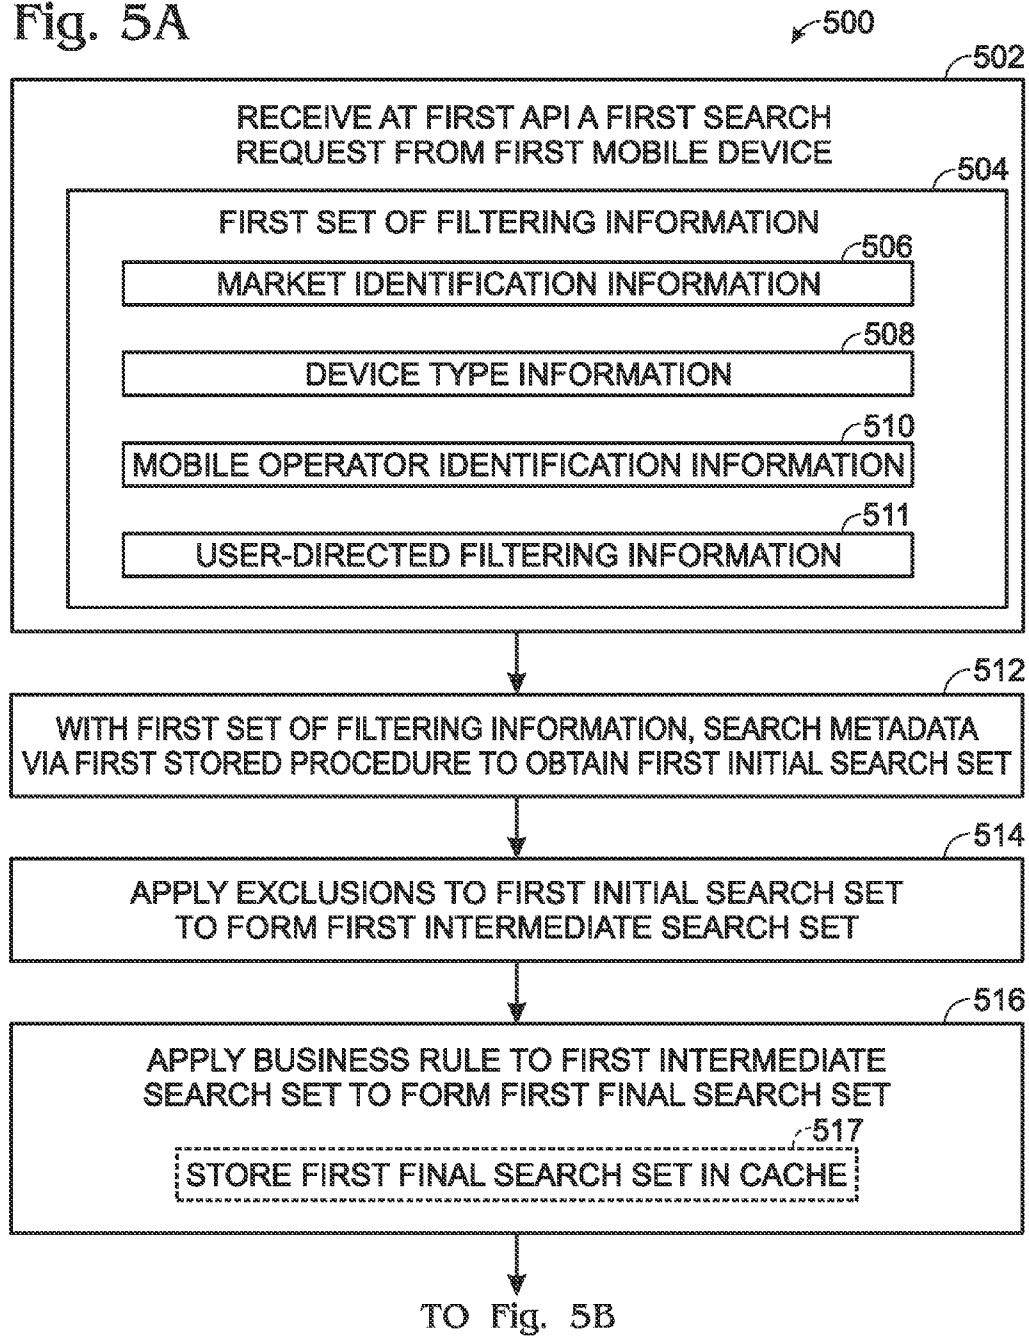 Fig. 5A
500
502
RECEIVE AT FIRST API A FIRST SEARCH
REQUEST FROM FIRST MOBILE DEVICE
504
FIRST SET OF FILTERING INFORMATION
506
MARKET IDENTIFICATION INFORMATION
508
DEVICE TYPE INFORMATION
510
MOBILE OPERATOR IDENTIFICATION INFORMATION
511
USER-DIRECTED FILTERING INFORMATION
512
WITH FIRST SET OF FILTERING INFORMATION, SEARCH METADATA
VIA FIRST STORED PROCEDURE TO OBTAIN FIRST INITIAL SEARCH SET
514
APPLY EXCLUSIONS TO FIRST INITIAL SEARCH SET
TO FORM FIRST INTERMEDIATE SEARCH SET
516
APPLY BUSINESS RULE TO FIRST INTERMEDIATE
SEARCH SET TO FORM FIRST FINAL SEARCH SET
517
STORE FIRST FINAL SEARCH SET IN CACHE
TO Fig. 5B